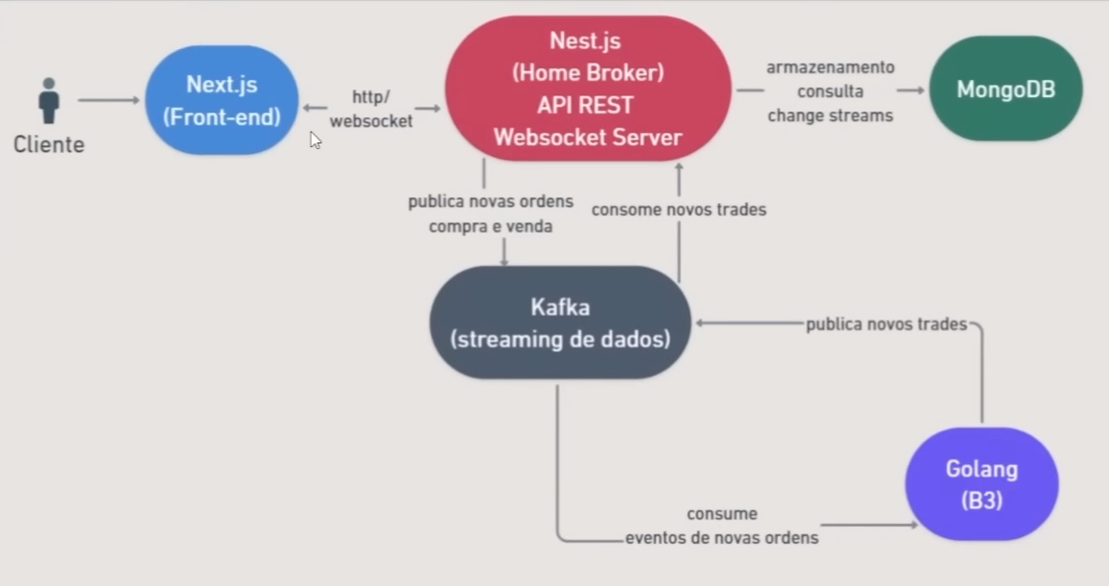 Cliente
Next.js
(Front-end)
http/
websocket
Nest.js
(Home Broker)
API REST
Websocket Server
armazenamento
consulta
change streams
MongoDB
publica novas ordens
compra e venda
consome novos trades
Kafka
(streaming de dados)
publica novos trades
Golang
(B3)
consume
eventos de novas ordens